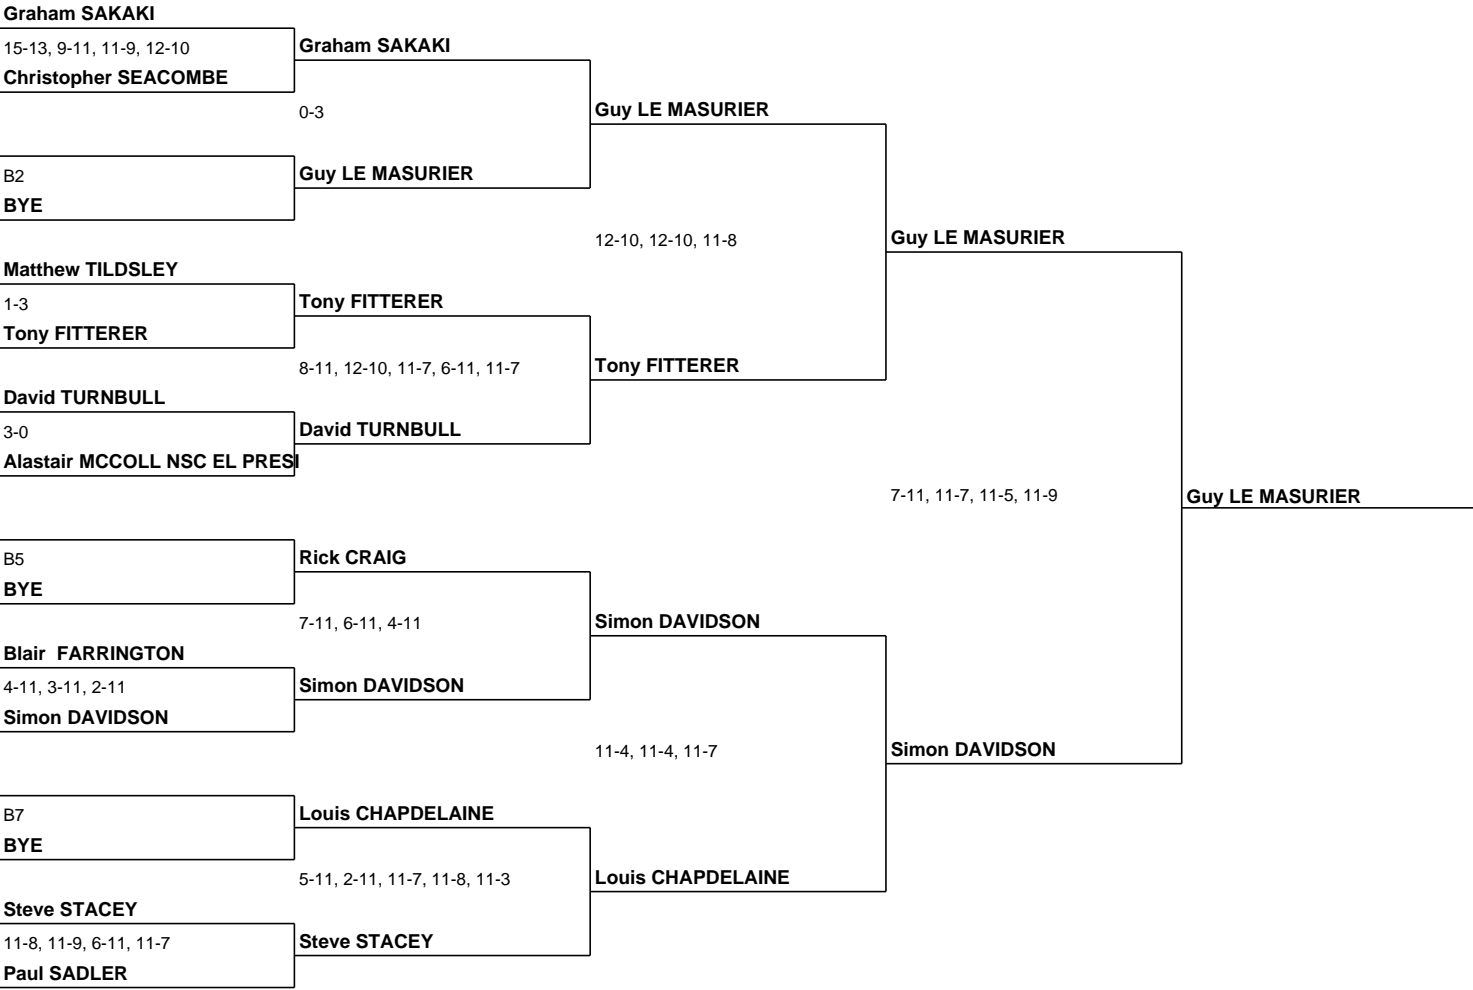 Graham SAKAKI
15-13, 9-11, 11-9, 12-10
Christopher SEACOMBE
Graham SAKAKI
0-3
Guy LE MASURIER
B2
BYE
Guy LE MASURIER
12-10, 12-10, 11-8
Guy LE MASURIER
Matthew TILDSLEY
1-3
Tony FITTERER
Tony FITTERER
8-11, 12-10, 11-7, 6-11, 11-7
Tony FITTERER
David TURNBULL
3-0
Alastair MCCOLL NSC EL PRESI
David TURNBULL
7-11, 11-7, 11-5, 11-9
Guy LE MASURIER
B5
BYE
Rick CRAIG
7-11, 6-11, 4-11
Simon DAVIDSON
Blair  FARRINGTON
4-11, 3-11, 2-11
Simon DAVIDSON
Simon DAVIDSON
11-4, 11-4, 11-7
Simon DAVIDSON
B7
BYE
Louis CHAPDELAINE
5-11, 2-11, 11-7, 11-8, 11-3
Louis CHAPDELAINE
Steve STACEY
11-8, 11-9, 6-11, 11-7
Paul SADLER
Steve STACEY